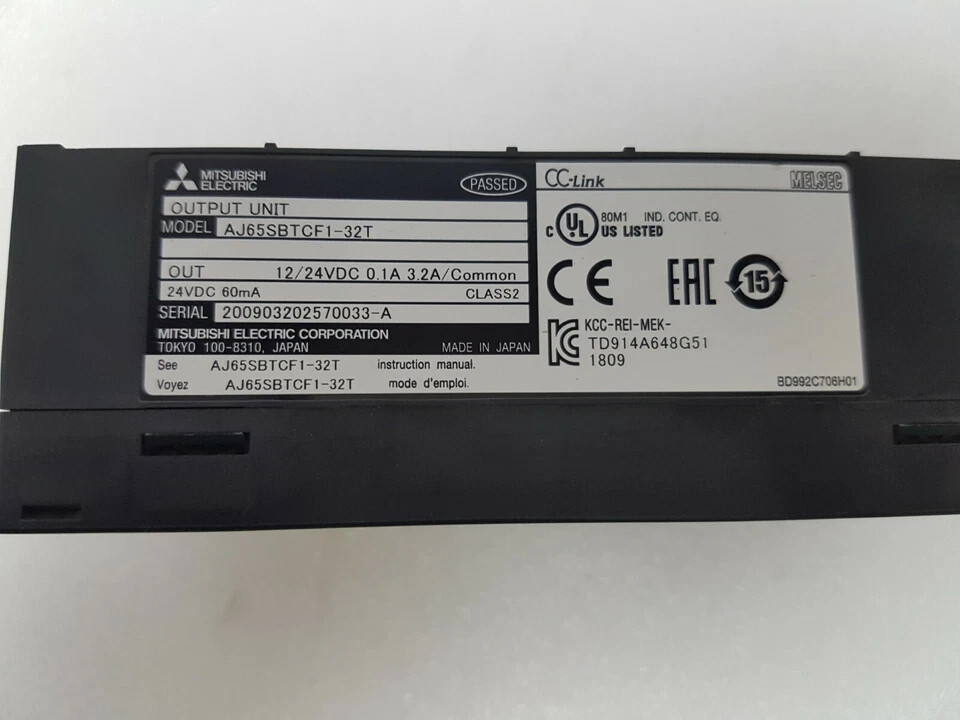 MITSUBISHI
ELECTRIC
PASSED
OUTPUT UNIT
MODEL AJ65SBTCF1-32T
OUT 12/24VDC 0.1A 3.2A/Common
24VDC 60mA CLASS2
SERIAL 200903202570033-A
MITSUBISHI ELECTRIC CORPORATION
TOKYO 100-8310, JAPAN MADE IN JAPAN
See AJ65SBTCF1-32T instruction manual.
Voyez AJ65SBTCF1-32T mode d'emploi.
CC-Link MELSEC
C UL US LISTED
80M1 IND. CONT. EQ.
CE EAC 15
KCC-REI-MEK-
TD914A648G51
1809
BD992C706H01